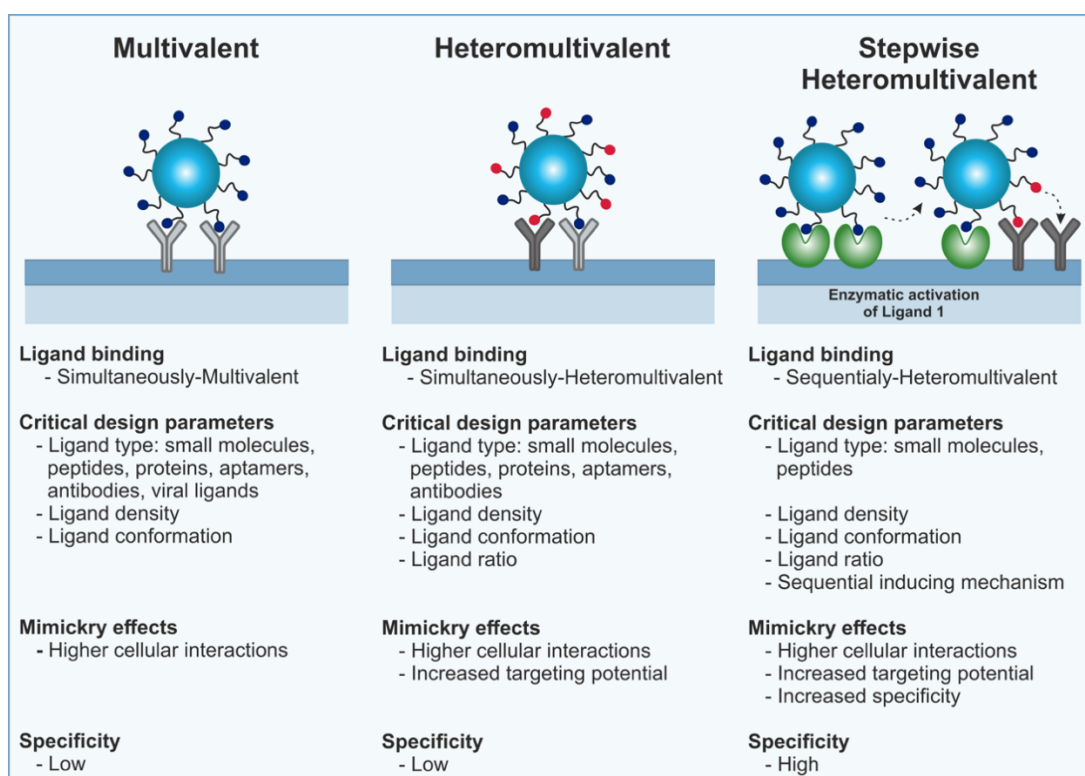 Multivalent
Ligand binding
- Simultaneously-Multivalent
Critical design parameters
- Ligand type: small molecules,
peptides, proteins, aptamers,
antibodies, viral ligands
- Ligand density
- Ligand conformation
Mimickry effects
- Higher cellular interactions
Specificity
- Low
Heteromultivalent
Ligand binding
- Simultaneously-Heteromultivalent
Critical design parameters
- Ligand type: small molecules,
peptides, proteins, aptamers,
antibodies
- Ligand density
- Ligand conformation
- Ligand ratio
Mimickry effects
- Higher cellular interactions
- Increased targeting potential
Specificity
- Low
Stepwise
Heteromultivalent
Enzymatic activation
of Ligand 1
Ligand binding
- Sequentialy-Heteromultivalent
Critical design parameters
- Ligand type: small molecules,
peptides
- Ligand density
- Ligand conformation
- Ligand ratio
- Sequential inducing mechanism
Mimickry effects
- Higher cellular interactions
- Increased targeting potential
- Increased specificity
Specificity
- High